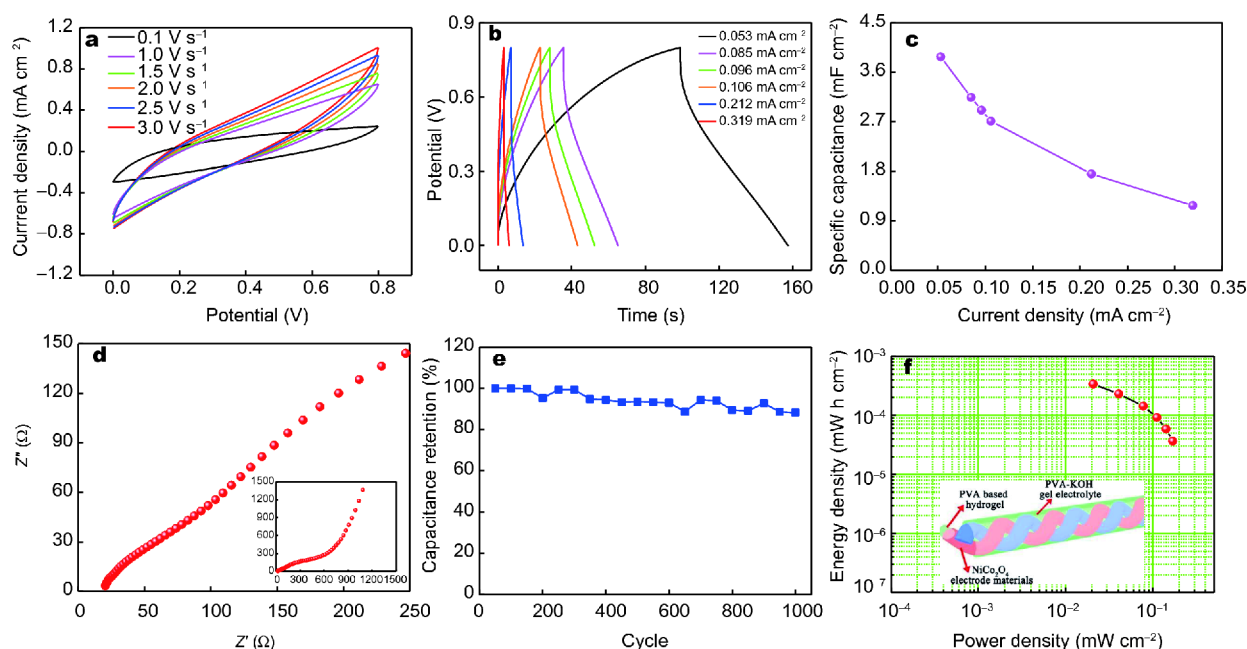 a
0.1 V s⁻¹
1.0 V s⁻¹
1.5 V s⁻¹
2.0 V s⁻¹
2.5 V s⁻¹
3.0 V s⁻¹
Currrent density (mA cm⁻²)
1.2
0.8
0.4
0.0
−0.4
−0.8
−1.2
0.0 0.2 0.4 0.6 0.8
Potential (V)
b
0.053 mA cm⁻²
0.085 mA cm⁻²
0.096 mA cm⁻²
0.106 mA cm⁻²
0.212 mA cm⁻²
0.319 mA cm⁻²
Potential (V)
0.9
0.6
0.3
0.0
0 40 80 120 160
Time (s)
c
Specific capacitance (mF cm⁻²)
4.5
3.6
2.7
1.8
0.9
4.5
0.00 0.05 0.10 0.15 0.20 0.25 0.30 0.35
Current density (mA cm⁻²)
d
Z″ (Ω)
150
120
90
60
30
0
0 50 100 150 200 250
Z′ (Ω)
1500
1200
900
600
300
0
0 300 600 900 1200 1500
e
Capacitance retention (%)
120
100
80
60
40
20
0
0 200 400 600 800 1000
Cycle
f
Energy density (mW h cm⁻²)
10⁻³
10⁻⁴
10⁻⁵
10⁻⁶
10⁻⁷
10⁻⁴ 10⁻³ 10⁻² 10⁻¹
Power density (mW cm⁻²)
PVA based
hydrogel
PVA-KOH
gel electrolyte
NiCo₂O₄
electrode materials